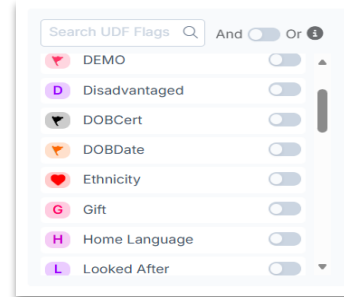 Search UDF Flags And Or i
DEMO
D Disadvantaged
DOBCert
DOBDate
Ethnicity
G Gift
H Home Language
L Looked After